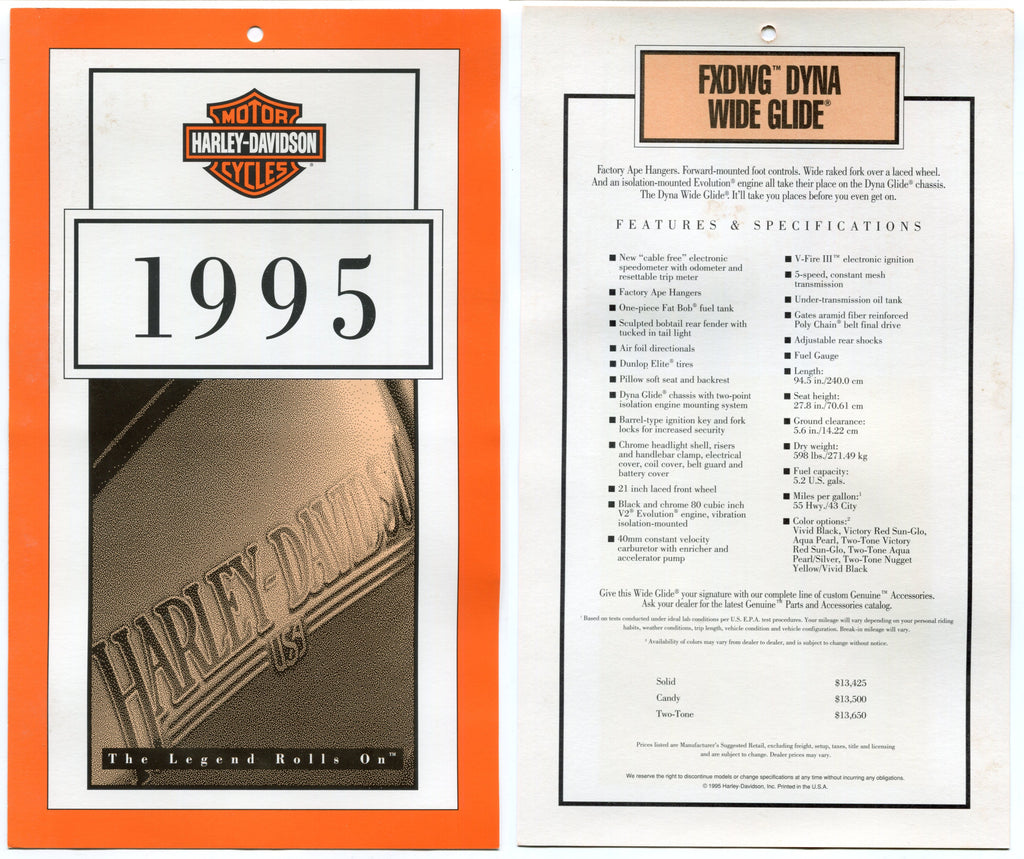 MOTOR
HARLEY-DAVIDSON
CYCLES
®
1995
HARLEY-DAVIDSON
USA
The Legend Rolls On™
FXDWG™ DYNA
WIDE GLIDE®
Factory Ape Hangers. Forward-mounted foot controls. Wide raked fork over a laced wheel.
And an isolation-mounted Evolution® engine all take their place on the Dyna Glide® chassis.
The Dyna Wide Glide®. It'll take you places before you even get on.
FEATURES & SPECIFICATIONS
■ New "cable free" electronic
speedometer with odometer and
resettable trip meter
■ Factory Ape Hangers
■ One-piece Fat Bob® fuel tank
■ Sculpted bobtail rear fender with
tucked in tail light
■ Air foil directionals
■ Dunlop Elite® tires
■ Pillow soft seat and backrest
■ Dyna Glide® chassis with two-point
isolation engine mounting system
■ Barrel-type ignition key and fork
locks for increased security
■ Chrome headlight shell, risers
and handlebar clamp, electrical
cover, coil cover, belt guard and
battery cover
■ 21 inch laced front wheel
■ Black and chrome 80 cubic inch
V2® Evolution® engine, vibration
isolation-mounted
■ 40mm constant velocity
carburetor with enricher and
accelerator pump
■ V-Fire III™ electronic ignition
■ 5-speed, constant mesh
transmission
■ Under-transmission oil tank
■ Gates aramid fiber reinforced
Poly Chain® belt final drive
■ Adjustable rear shocks
■ Fuel Gauge
■ Length:
94.5 in./240.0 cm
■ Seat height:
27.8 in./70.61 cm
■ Ground clearance:
5.6 in./14.22 cm
■ Dry weight:
598 lbs./271.49 kg
■ Fuel capacity:
5.2 U.S. gals.
■ Miles per gallon:¹
55 Hwy./43 City
■ Color options:²
Vivid Black, Victory Red Sun-Glo,
Aqua Pearl, Two-Tone Victory
Red Sun-Glo, Two-Tone Aqua
Pearl/Silver, Two-Tone Nugget
Yellow/Vivid Black
Give this Wide Glide® your signature with our complete line of custom Genuine™ Accessories.
Ask your dealer for the latest Genuine™ Parts and Accessories catalog.
¹ Based on tests conducted under ideal lab conditions per U.S. E.P.A. test procedures. Your mileage will vary depending on your personal riding
habits, weather conditions, trip length, vehicle condition and vehicle configuration. Break-in mileage will vary.
² Availability of colors may vary from dealer to dealer, and is subject to change without notice.
Solid $13,425
Candy $13,500
Two-Tone $13,650
Prices listed are Manufacturer's Suggested Retail, excluding freight, setup, taxes, title and licensing
and are subject to change. Dealer prices may vary.
We reserve the right to discontinue models or change specifications at any time without incurring any obligations.
© 1995 Harley-Davidson, Inc. Printed in the U.S.A.